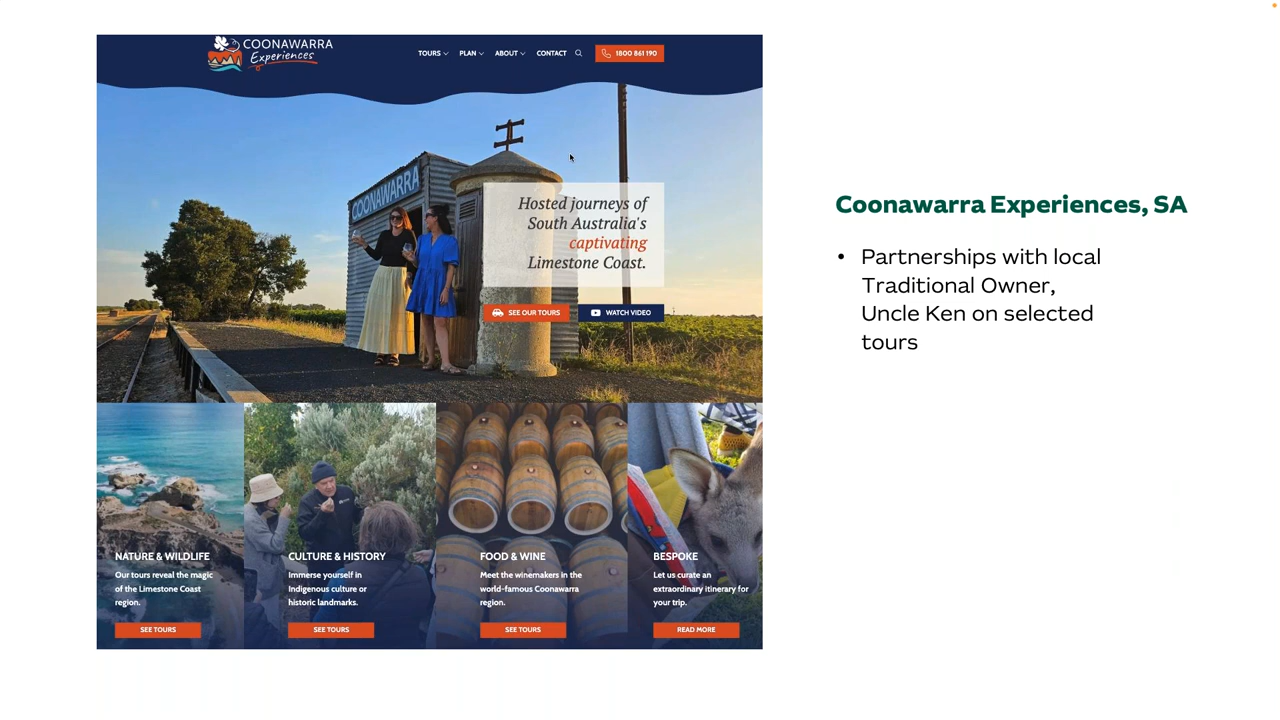 COONAWARRA
Experiences
TOURS PLAN ABOUT CONTACT 1800 861 190
COONAWARRA
Hosted journeys of
South Australia's
captivating
Limestone Coast.
SEE OUR TOURS WATCH VIDEO
NATURE & WILDLIFE
Our tours reveal the magic
of the Limestone Coast
region.
SEE TOURS
CULTURE & HISTORY
Immerse yourself in
Indigenous culture or
historic landmarks.
SEE TOURS
FOOD & WINE
Meet the winemakers in the
world-famous Coonawarra
region.
SEE TOURS
BESPOKE
Let us curate an
extraordinary itinerary for
your trip.
READ MORE
Coonawarra Experiences, SA
• Partnerships with local
Traditional Owner,
Uncle Ken on selected
tours